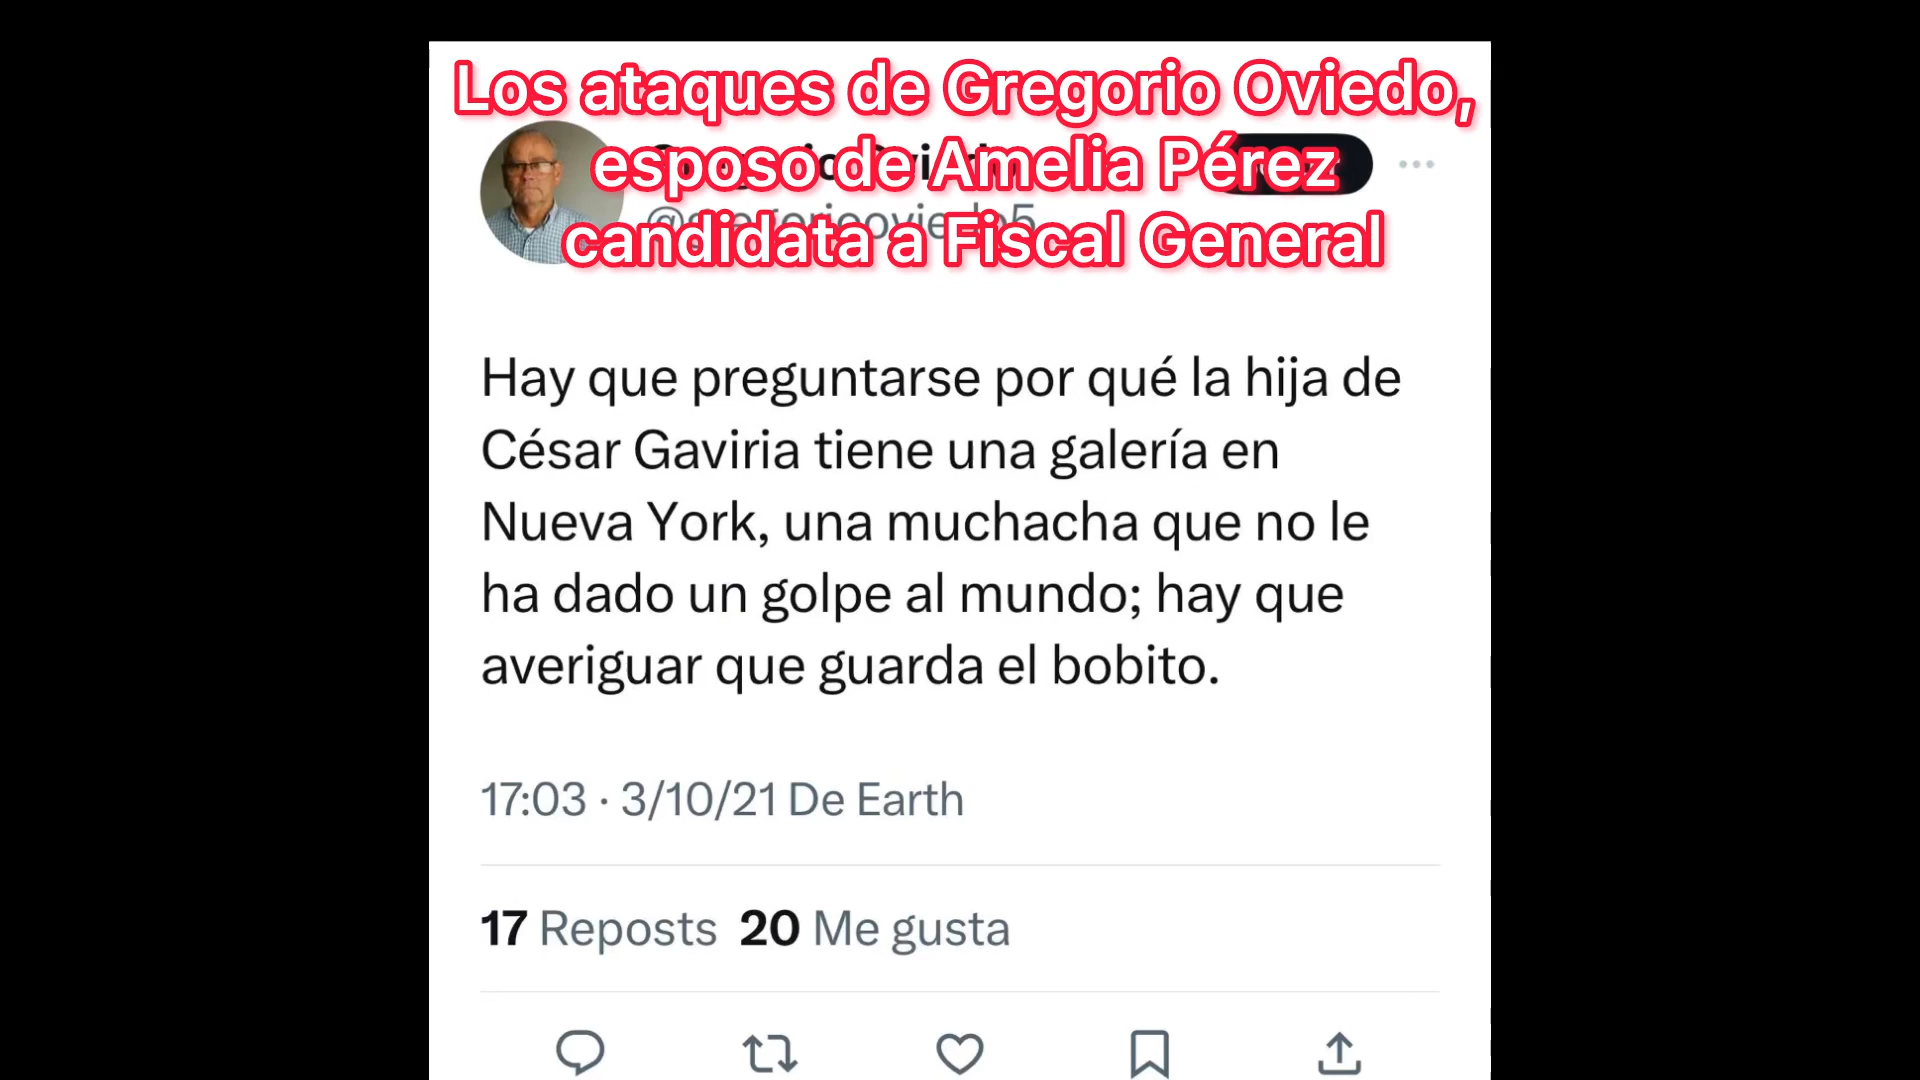 Los ataques de Gregorio Oviedo,
esposo de Amelia Pérez
candidata a Fiscal General
@gregoriooviedo5
Hay que preguntarse por qué la hija de
César Gaviria tiene una galería en
Nueva York, una muchacha que no le
ha dado un golpe al mundo; hay que
averiguar que guarda el bobito.
17:03 · 3/10/21 De Earth
17 Reposts 20 Me gusta